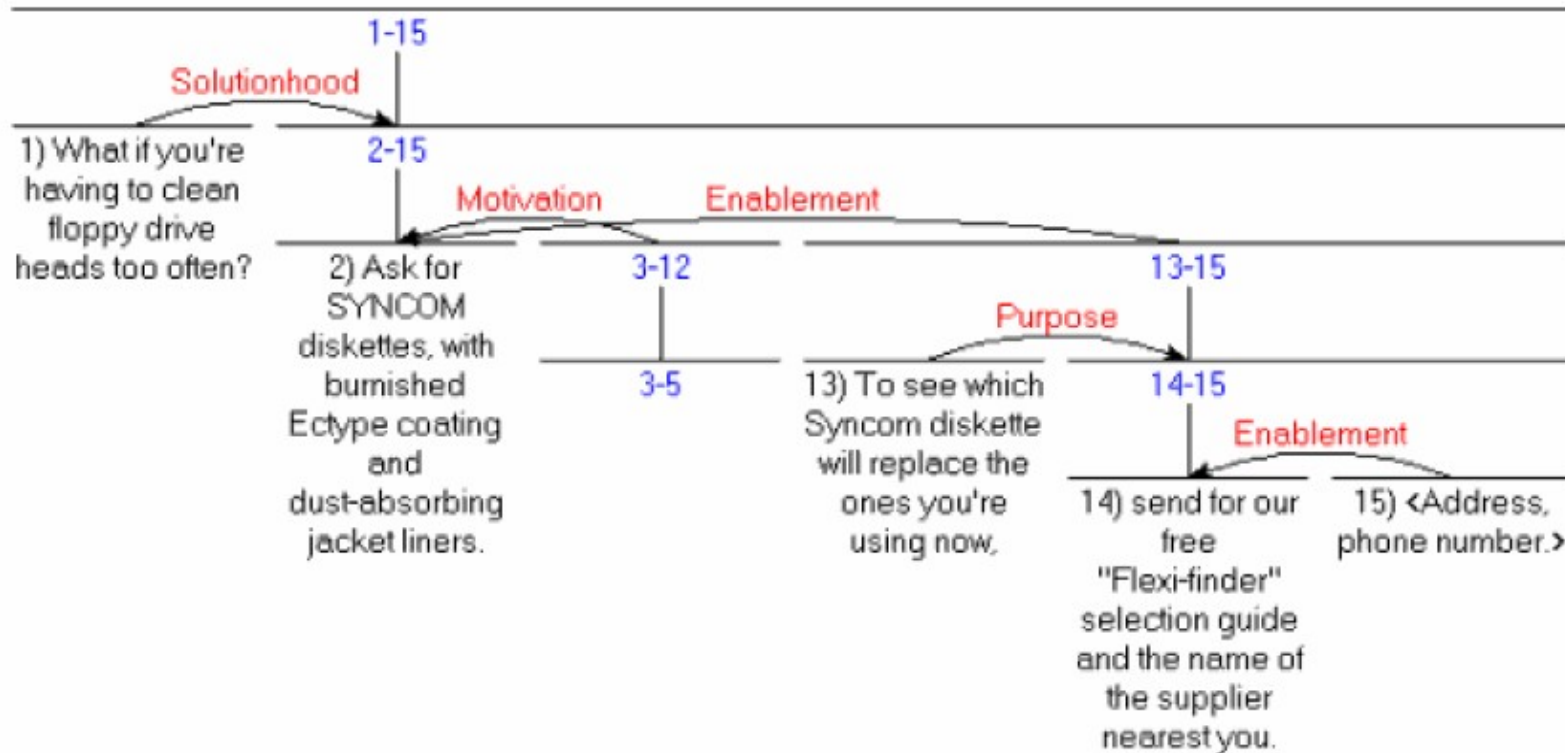 1-15
Solutionhood
1) What if you're
having to clean
floppy drive
heads too often?
2-15
Motivation
Enablement
2) Ask for
SYNCOM
diskettes, with
burnished
Ectype coating
and
dust-absorbing
jacket liners.
3-12
3-5
13-15
Purpose
13) To see which
Syncom diskette
will replace the
ones you're
using now,
14-15
Enablement
14) send for our
free
"Flexi-finder"
selection guide
and the name of
the supplier
nearest you.
15) <Address,
phone number.>